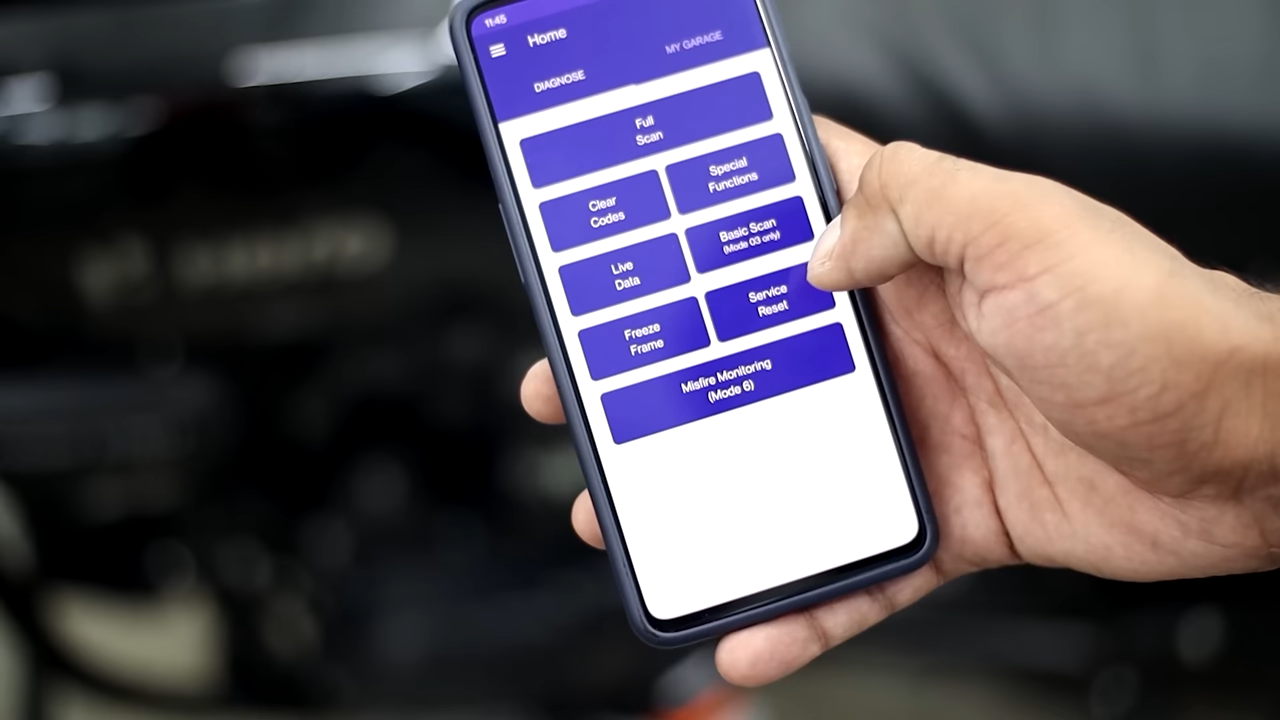 11:45
Home
DIAGNOSE
MY GARAGE
Full
Scan
Clear
Codes
Special
Functions
Live
Data
Basic Scan
(Mode 03 only)
Freeze
Frame
Service
Reset
Misfire Monitoring
(Mode 6)